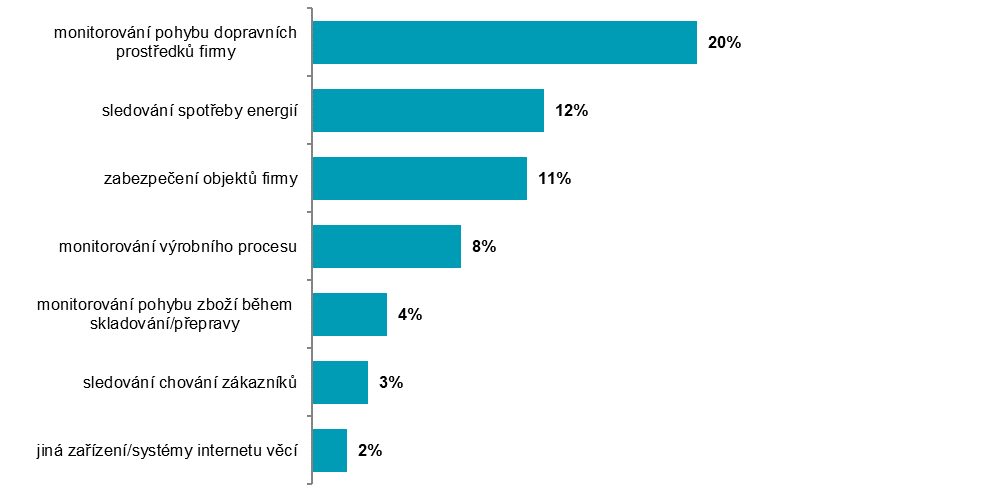 monitorování pohybu dopravních
prostředků firmy
20%
sledování spotřeby energií
12%
zabezpečení objektů firmy
11%
monitorování výrobního procesu
8%
monitorování pohybu zboží během
skladování/přepravy
4%
sledování chování zákazníků
3%
jiná zařízení/systémy internetu věcí
2%